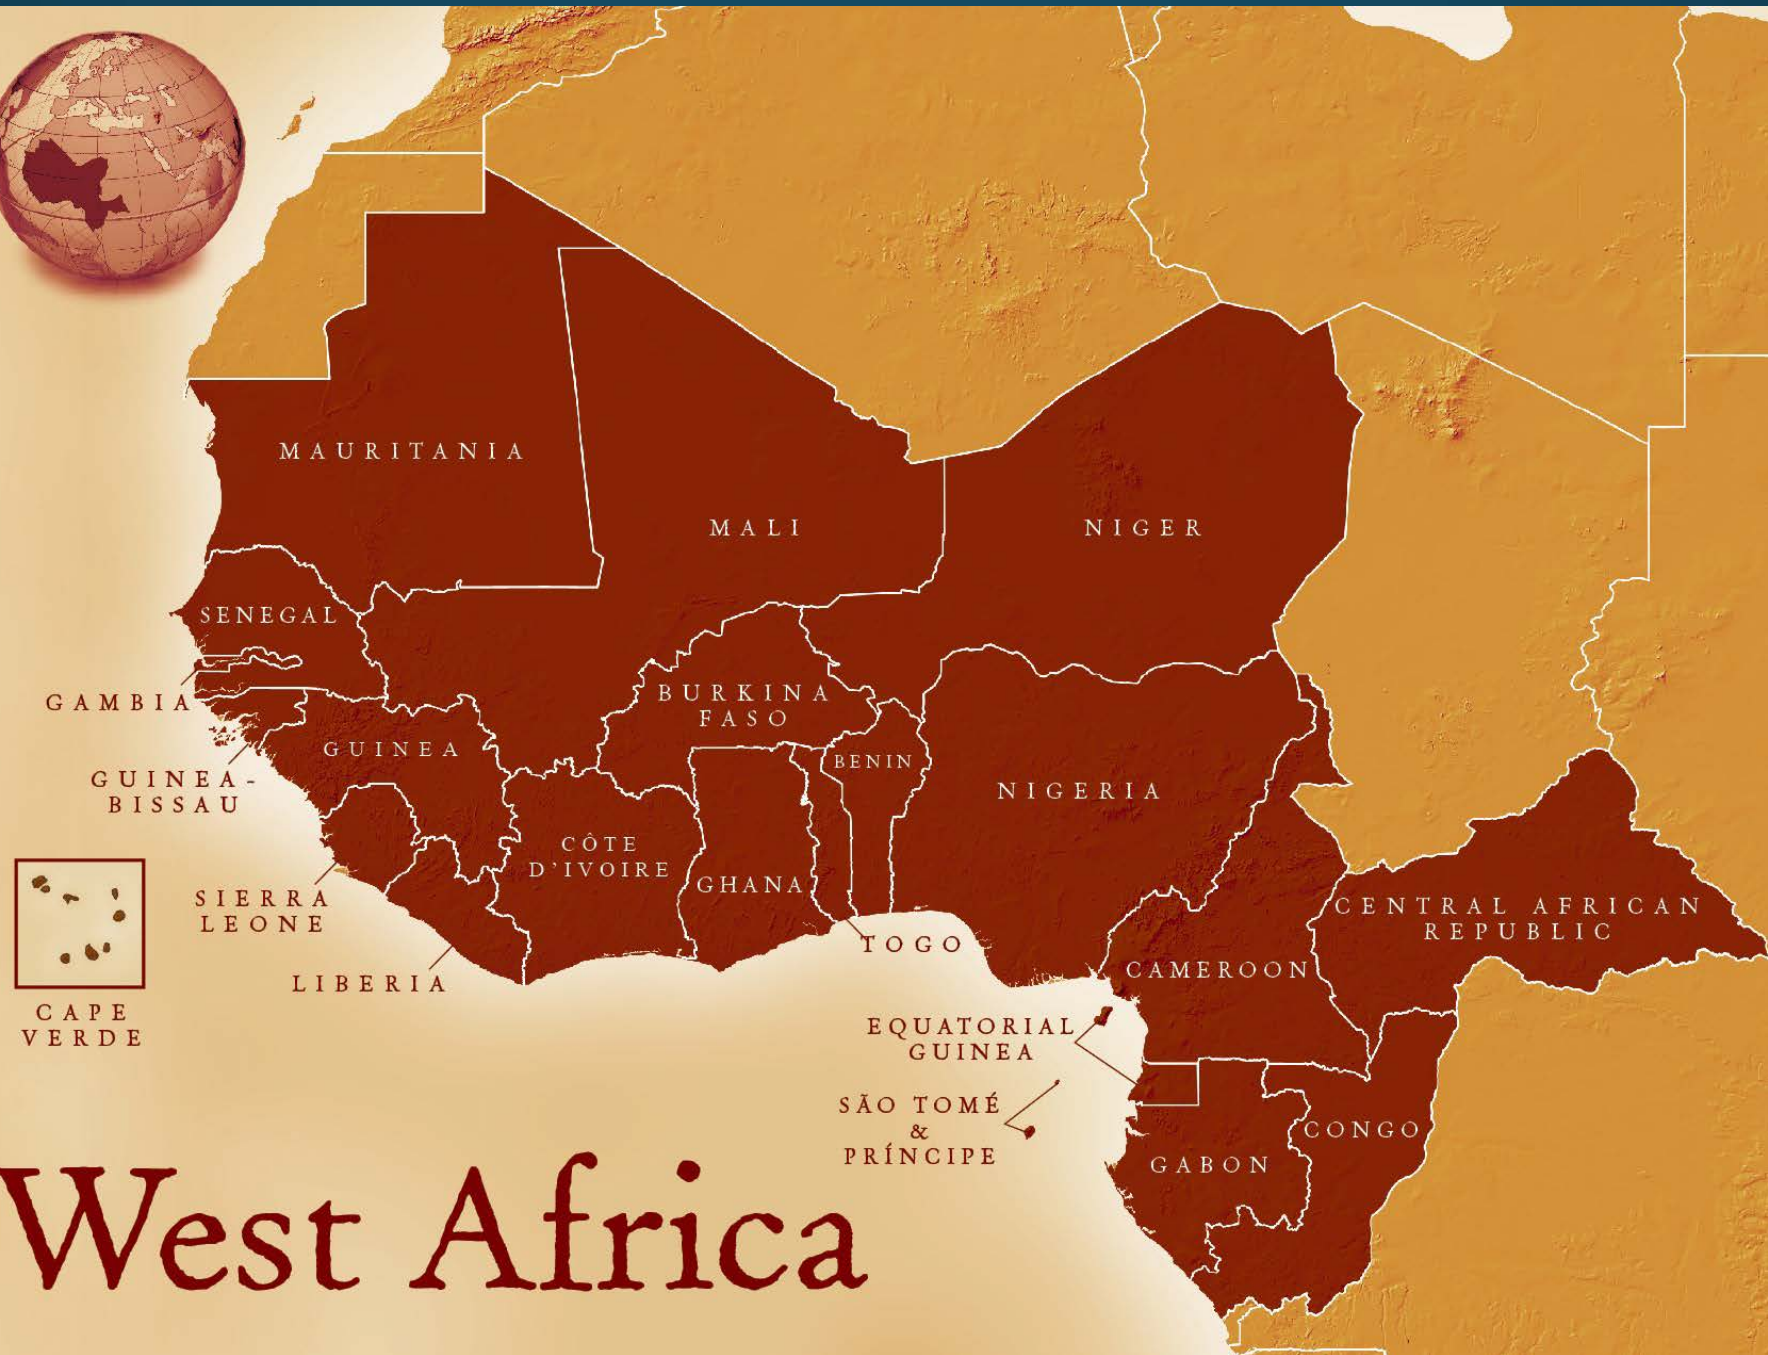 MAURITANIA
MALI
NIGER
SENEGAL
GAMBIA
BURKINA
FASO
GUINEA
BENIN
GUINEA-
BISSAU
NIGERIA
CÔTE
D'IVOIRE
GHANA
SIERRA
LEONE
CENTRAL AFRICAN
REPUBLIC
TOGO
LIBERIA
CAMEROON
CAPE
VERDE
EQUATORIAL
GUINEA
SÃO TOMÉ
&
PRÍNCIPE
CONGO
GABON
West Africa